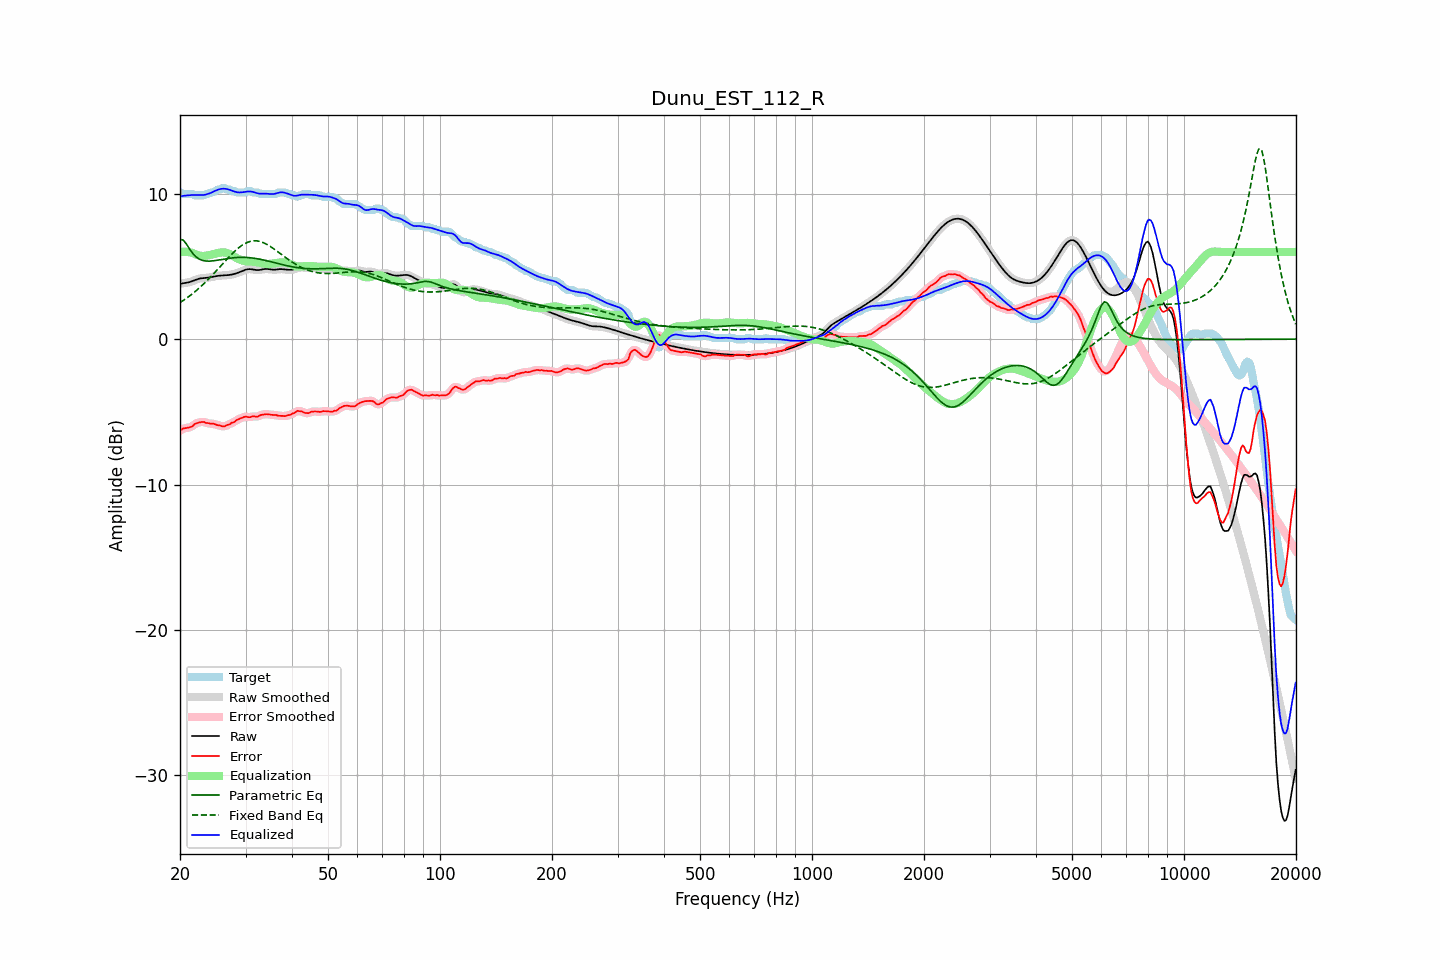 Dunu_EST_112_R
Amplitude (dBr)
10
0
−10
−20
−30
Target
Raw Smoothed
Error Smoothed
Raw
Error
Equalization
Parametric Eq
Fixed Band Eq
Equalized
20 50 100 200 500 1000 2000 5000 10000 20000
Frequency (Hz)